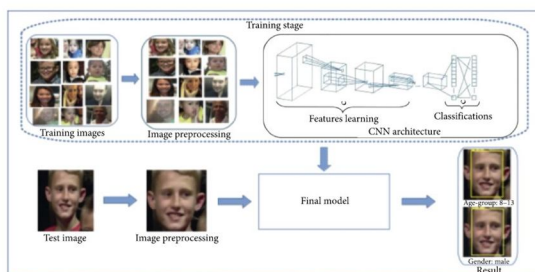 Training stage
Training images
Image preprocessing
Features learning
Classifications
CNN architecture
Test image
Image preprocessing
Final model
Age-group: 8–13
Gender: male
Result